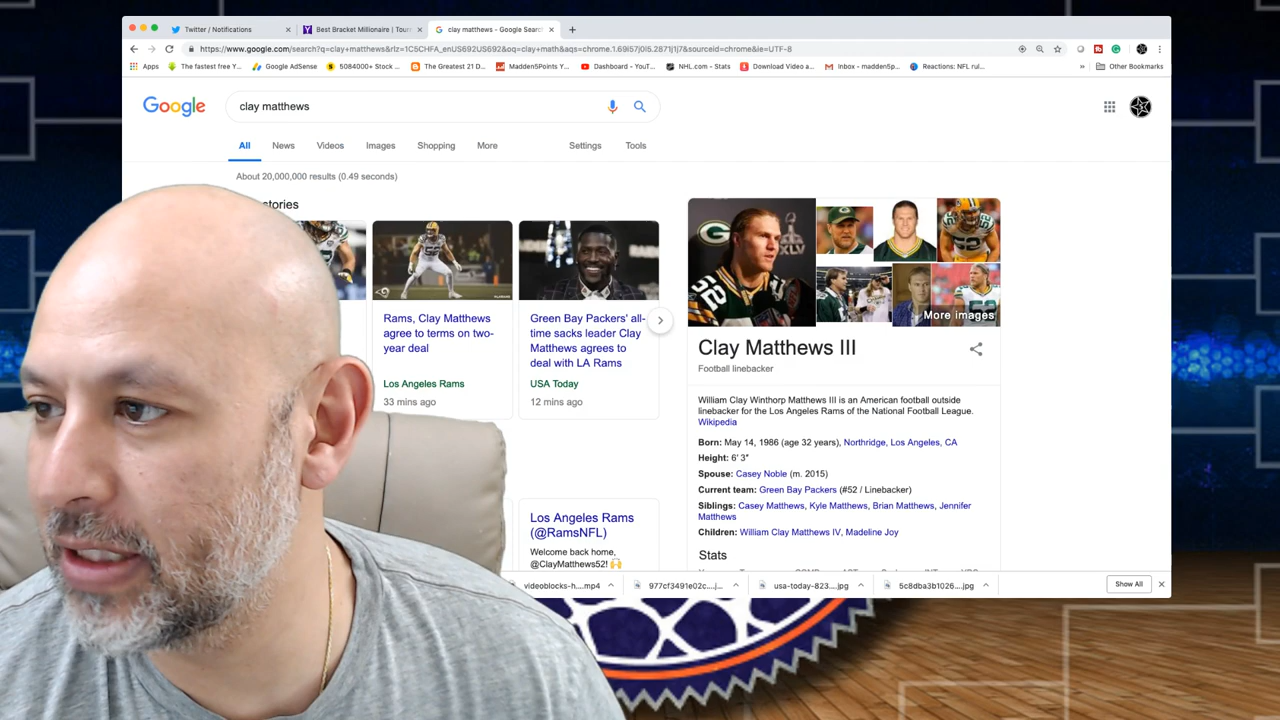 Twitter / Notifications
Best Bracket Millionaire | Tourn
clay matthews - Google Search
https://www.google.com/search?q=clay+matthews&rlz=1C5CHFA_enUS692US692&oq=clay+math&aqs=chrome.1.69i57j0l5.2871j1j7&sourceid=chrome&ie=UTF-8
Apps
The fastest free Y...
Google AdSense
5084000+ Stock ...
The Greatest 21 D...
Madden5Points Y...
Dashboard - YouT...
NHL.com - Stats
Download Video a...
Inbox - madden5p...
Reactions: NFL rul...
»
Other Bookmarks
Google
clay matthews
All
News
Videos
Images
Shopping
More
Settings
Tools
About 20,000,000 results (0.49 seconds)
stories
Rams, Clay Matthews
agree to terms on two-
year deal
Los Angeles Rams
33 mins ago
Green Bay Packers' all-
time sacks leader Clay
Matthews agrees to
deal with LA Rams
USA Today
12 mins ago
Los Angeles Rams
(@RamsNFL)
Welcome back home,
@ClayMatthews52! 🙌
More images
Clay Matthews III
Football linebacker
William Clay Winthorp Matthews III is an American football outside
linebacker for the Los Angeles Rams of the National Football League.
Wikipedia
Born: May 14, 1986 (age 32 years), Northridge, Los Angeles, CA
Height: 6′ 3″
Spouse: Casey Noble (m. 2015)
Current team: Green Bay Packers (#52 / Linebacker)
Siblings: Casey Matthews, Kyle Matthews, Brian Matthews, Jennifer
Matthews
Children: William Clay Matthews IV, Madeline Joy
Stats
videoblocks-h....mp4
977cf3491e02c....j...
usa-today-823....jpg
5c8dba3b1026....jpg
Show All